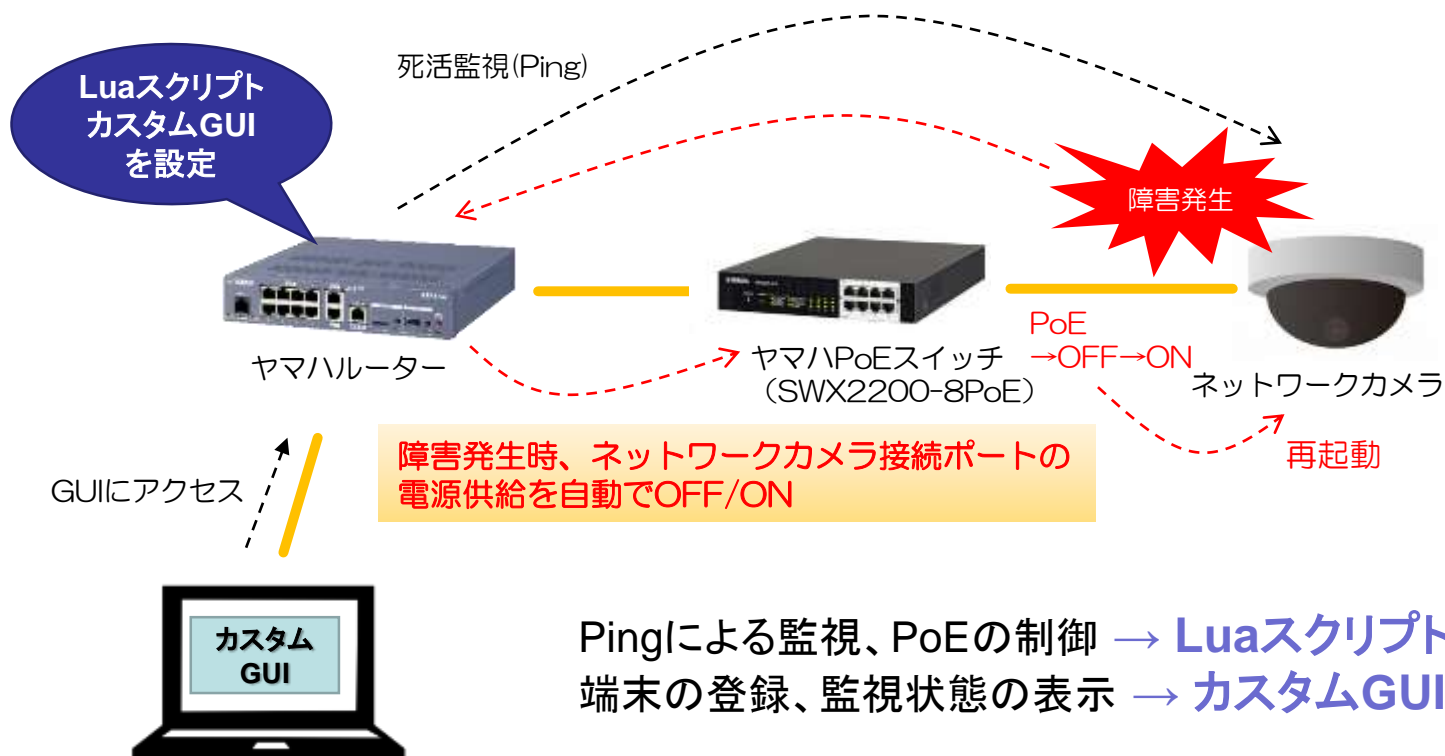 死活監視(Ping)
Luaスクリプト
カスタムGUI
を設定
障害発生
ヤマハルーター
ヤマハPoEスイッチ
(SWX2200-8PoE)
PoE
→OFF→ON
ネットワークカメラ
再起動
障害発生時、ネットワークカメラ接続ポートの
電源供給を自動でOFF/ON
GUIにアクセス
カスタム
GUI
Pingによる監視、PoEの制御 → Luaスクリプト
端末の登録、監視状態の表示 → カスタムGUI